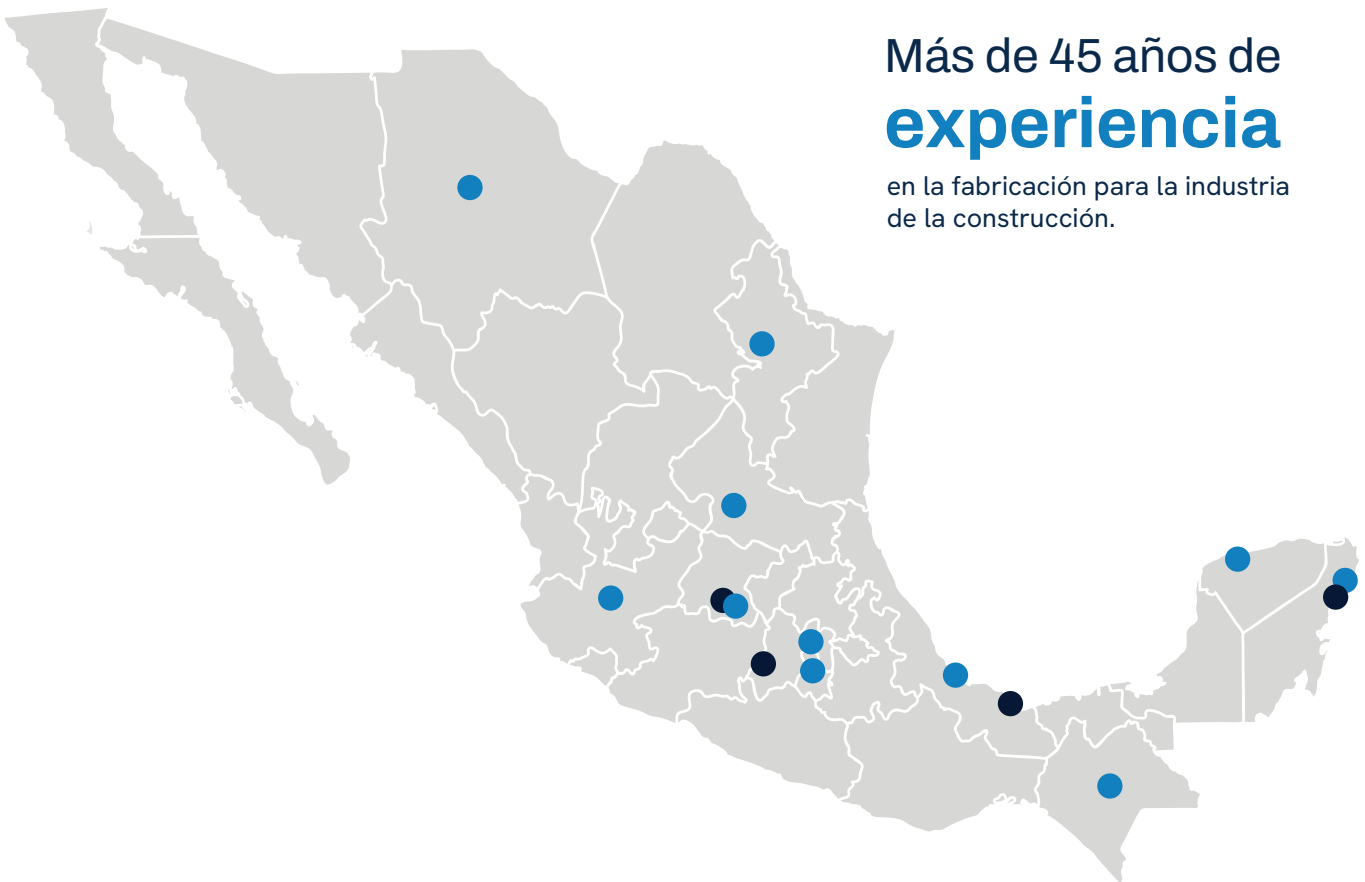 Más de 45 años de
experiencia
en la fabricación para la industria
de la construcción.